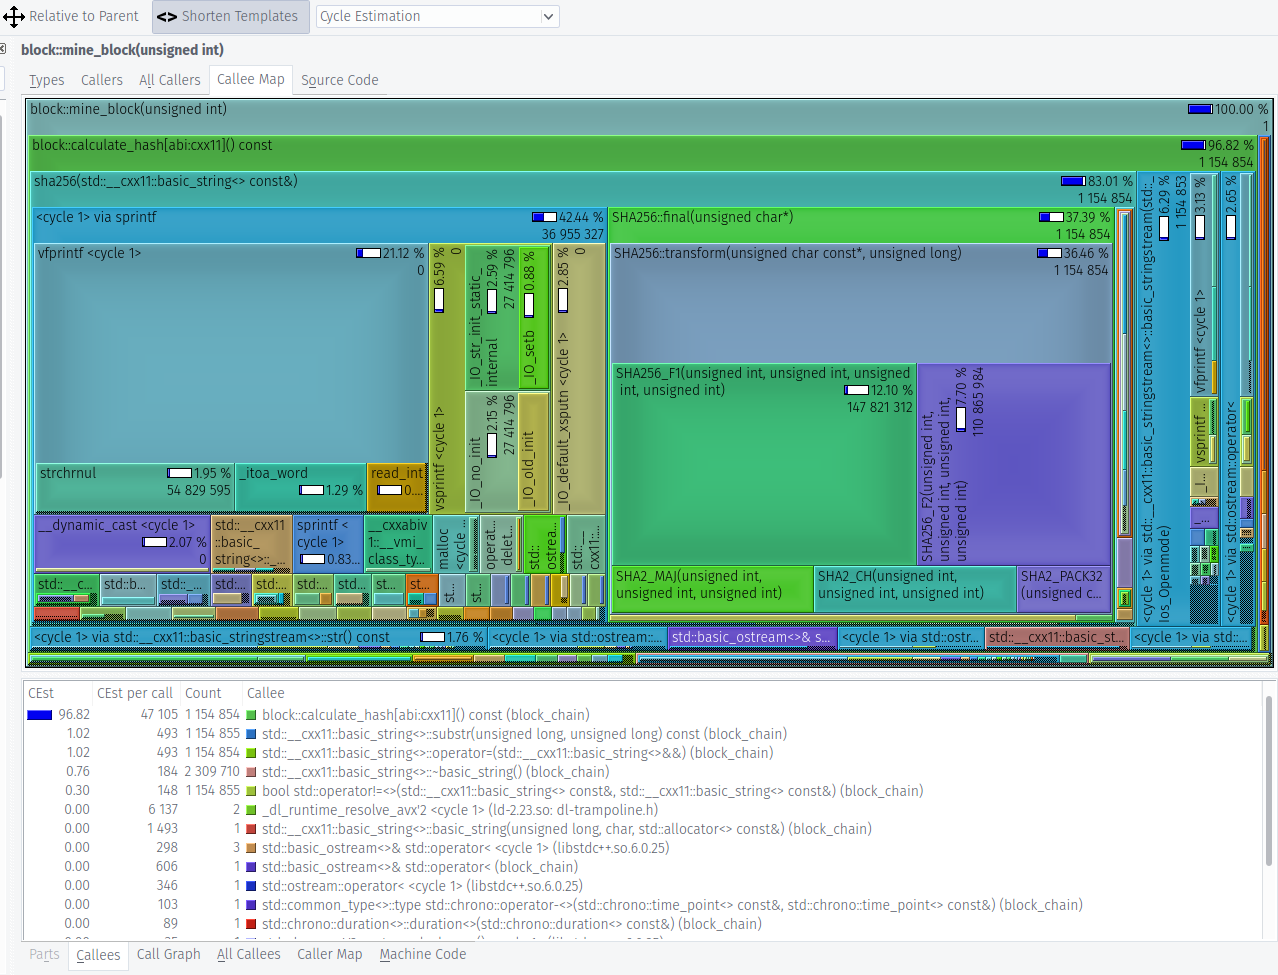 Relative to Parent
<> Shorten Templates
Cycle Estimation
block::mine_block(unsigned int)
Types
Callers
All Callers
Callee Map
Source Code
block::mine_block(unsigned int)
100.00 %
1
block::calculate_hash[abi:cxx11]() const
96.82 %
1 154 854
sha256(std::__cxx11::basic_string<> const&)
83.01 %
1 154 854
<cycle 1> via sprintf
42.44 %
36 955 327
vfprintf <cycle 1>
21.12 %
0
strchrnul
1.95 %
54 829 595
_itoa_word
1.29 %
read_int
0....
vsprintf <cycle 1>
6.59 %
0
_IO_str_init_static_
internal
2.59 %
27 414 796
_IO_setb
0.88 %
_IO_no_init
2.15 %
27 414 796
_IO_old_init
_IO_default_xsputn <cycle 1>
2.85 %
0
__dynamic_cast <cycle 1>
2.07 %
0
std::__cxx11
::basic_
string<>::_...
sprintf <
cycle 1>
0.83...
__cxxabiv
1::__vmi_
class_ty...
malloc
<cycle ...
operat...
delet...
std::
ostrea...
std::__
cxx11:...
std::__c...
std::b...
std::_...
std:...
std:...
std:...
std...
st...
st...
st...
st...
SHA256::final(unsigned char*)
37.39 %
1 154 854
SHA256::transform(unsigned char const*, unsigned long)
36.46 %
1 154 854
SHA256_F1(unsigned int, unsigned int, unsigned
int, unsigned int)
12.10 %
147 821 312
SHA256_F2(unsigned int,
unsigned int, unsigned int,
unsigned int)
7.70 %
110 865 984
SHA2_MAJ(unsigned int,
unsigned int, unsigned int)
SHA2_CH(unsigned int,
unsigned int, unsigned int)
SHA2_PACK32
(unsigned c...
<cycle 1> via std::__cxx11::basic_stringstream<>::basic_stringstream(std::_
Ios_Openmode)
6.29 %
1 154 853
vfprintf <cycle 1>
3.13 %
vsprintf ...
_I...
_...
<cycle 1> via std::ostream::operator<
2.65 %
<cycle 1> via std::__cxx11::basic_stringstream<>::str() const
1.76 %
<cycle 1> via std::ostream::...
std::basic_ostream<>& s...
<cycle 1> via std::ostr...
std::__cxx11::basic_st...
<cycle 1> via std::...
CEst
CEst per call
Count
Callee
96.82 47 105 1 154 854 block::calculate_hash[abi:cxx11]() const (block_chain)
1.02 493 1 154 855 std::__cxx11::basic_string<>::substr(unsigned long, unsigned long) const (block_chain)
1.02 493 1 154 854 std::__cxx11::basic_string<>::operator=(std::__cxx11::basic_string<>&&) (block_chain)
0.76 184 2 309 710 std::__cxx11::basic_string<>::~basic_string() (block_chain)
0.30 148 1 154 855 bool std::operator!=<>(std::__cxx11::basic_string<> const&, std::__cxx11::basic_string<> const&) (block_chain)
0.00 6 137 2 _dl_runtime_resolve_avx'2 <cycle 1> (ld-2.23.so: dl-trampoline.h)
0.00 1 493 1 std::__cxx11::basic_string<>::basic_string(unsigned long, char, std::allocator<> const&) (block_chain)
0.00 298 3 std::basic_ostream<>& std::operator< <cycle 1> (libstdc++.so.6.0.25)
0.00 606 1 std::basic_ostream<>& std::operator< (block_chain)
0.00 346 1 std::ostream::operator< <cycle 1> (libstdc++.so.6.0.25)
0.00 103 1 std::common_type<>::type std::chrono::operator-<>(std::chrono::time_point<> const&, std::chrono::time_point<> const&) (block_chain)
0.00 89 1 std::chrono::duration<>::duration<>(std::chrono::duration<> const&) (block_chain)
Parts
Callees
Call Graph
All Callees
Caller Map
Machine Code